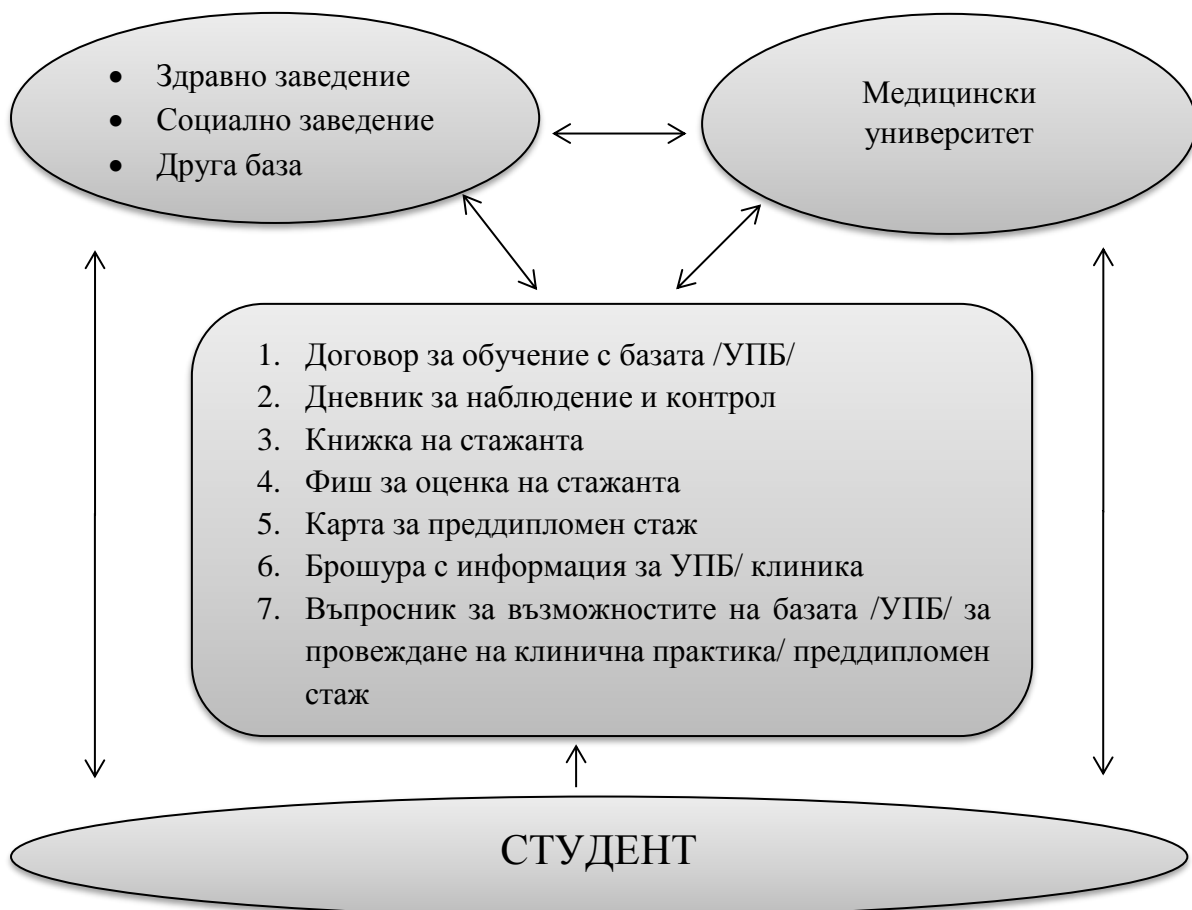 • Здравно заведение
• Социално заведение
• Друга база
Медицински
университет
1. Договор за обучение с базата /УПБ/
2. Дневник за наблюдение и контрол
3. Книжка на стажанта
4. Фиш за оценка на стажанта
5. Карта за преддипломен стаж
6. Брошура с информация за УПБ/ клиника
7. Въпросник за възможностите на базата /УПБ/ за
провеждане на клинична практика/ преддипломен
стаж
СТУДЕНТ